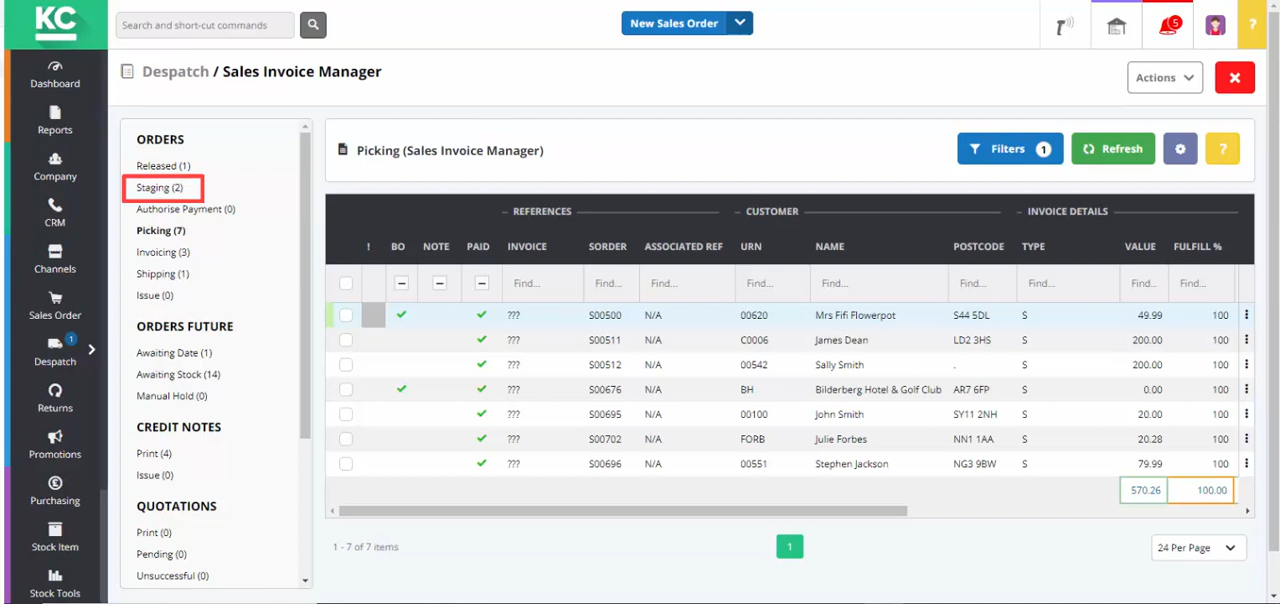 KC
Search and short-cut commands
New Sales Order
5
?
Dashboard
Reports
Company
CRM
Channels
Sales Order
1
Despatch
Returns
Promotions
Purchasing
Stock Item
Stock Tools
Despatch / Sales Invoice Manager
Actions
ORDERS
Released (1)
Staging (2)
Authorise Payment (0)
Picking (7)
Invoicing (3)
Shipping (1)
Issue (0)
ORDERS FUTURE
Awaiting Date (1)
Awaiting Stock (14)
Manual Hold (0)
CREDIT NOTES
Print (4)
Issue (0)
QUOTATIONS
Print (0)
Pending (0)
Unsuccessful (0)
Picking (Sales Invoice Manager)
Filters 1
Refresh
?
REFERENCES CUSTOMER INVOICE DETAILS
! BO NOTE PAID INVOICE SORDER ASSOCIATED REF URN NAME POSTCODE TYPE VALUE FULFILL %
Find... Find... Find... Find... Find... Find... Find... Find... Find...
??? S00500 N/A 00620 Mrs Fifi Flowerpot S44 5DL S 49.99 100
??? S00511 N/A C0006 James Dean LD2 3HS S 200.00 100
??? S00512 N/A 00542 Sally Smith . S 200.00 100
??? S00676 N/A BH Bilderberg Hotel & Golf Club AR7 6FP S 0.00 100
??? S00695 N/A 00100 John Smith SY11 2NH S 20.00 100
??? S00702 N/A FORB Julie Forbes NN1 1AA S 20.28 100
??? S00696 N/A 00551 Stephen Jackson NG3 9BW S 79.99 100
570.26 100.00
1 - 7 of 7 items
1
24 Per Page